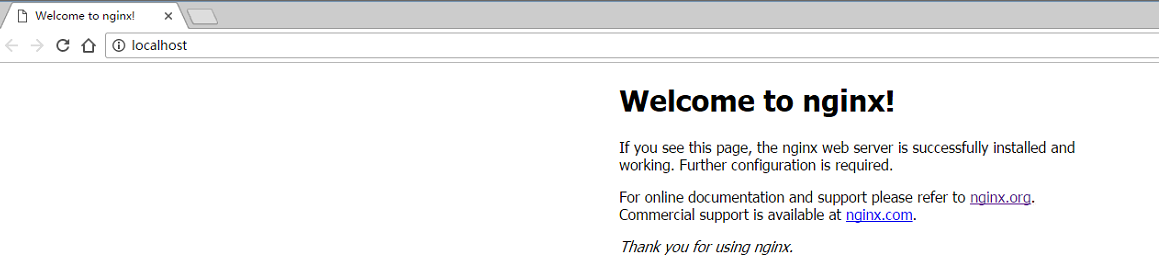 Welcome to nginx!
localhost
Welcome to nginx!
If you see this page, the nginx web server is successfully installed and
working. Further configuration is required.
For online documentation and support please refer to nginx.org.
Commercial support is available at nginx.com.
Thank you for using nginx.